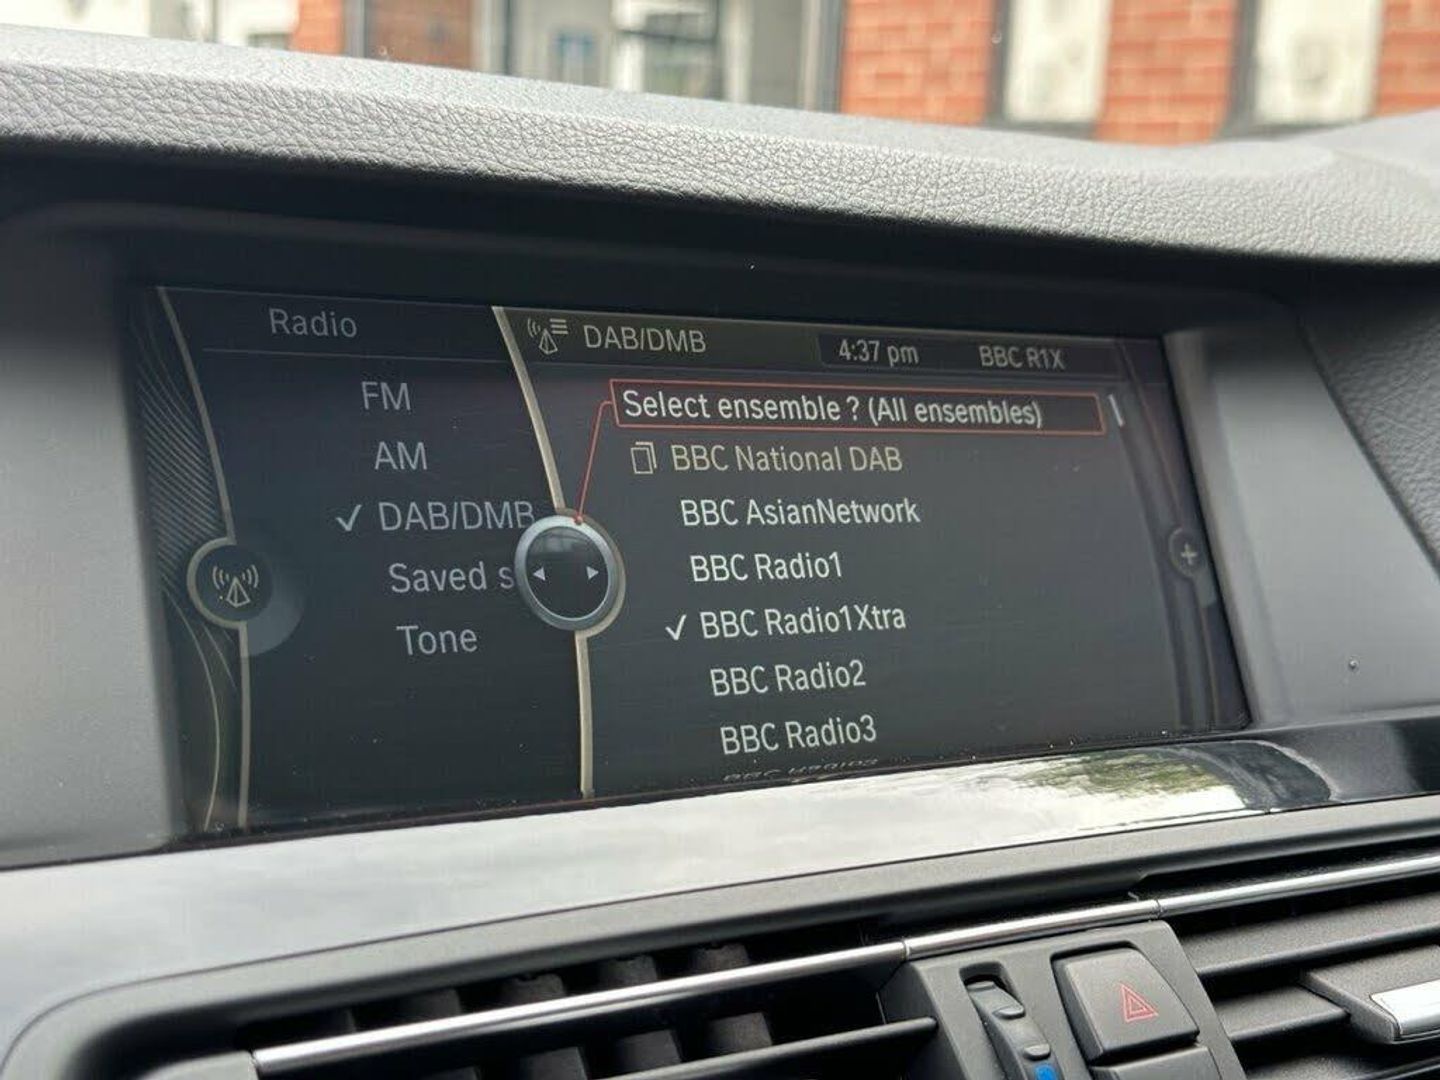 Radio
FM
AM
✓ DAB/DMB
Saved s
Tone
DAB/DMB
4:37 pm
BBC R1X
Select ensemble ? (All ensembles)
BBC National DAB
BBC AsianNetwork
BBC Radio1
✓ BBC Radio1Xtra
BBC Radio2
BBC Radio3